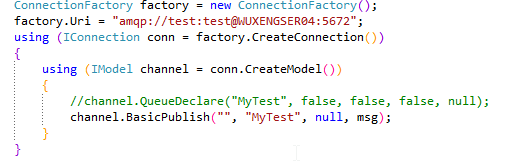 ConnectionFactory factory = new ConnectionFactory();
factory.Uri = "amqp://test:test@WUXENGSER04:5672";
using (IConnection conn = factory.CreateConnection())
{
using (IModel channel = conn.CreateModel())
{
//channel.QueueDeclare("MyTest", false, false, false, null);
channel.BasicPublish("", "MyTest", null, msg);
}
}